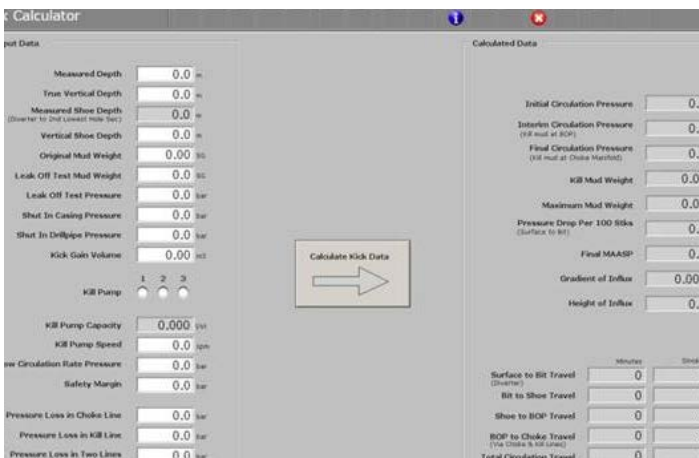 k Calculator
put Data
Calculated Data
Measured Depth 0.0 m
True Vertical Depth 0.0 m
Measured Shoe Depth 0.0 m
(Diverter to 2nd Lowest Hole Sec)
Vertical Shoe Depth 0.0 m
Original Mud Weight 0.00 SG
Leak Off Test Mud Weight 0.0 SG
Leak Off Test Pressure 0.0 bar
Shut In Casing Pressure 0.0 bar
Shut In Drillpipe Pressure 0.0 bar
Kick Gain Volume 0.00 m3
1 2 3
Kill Pump
Kill Pump Capacity 0.000
Kill Pump Speed 0.0 spm
ow Circulation Rate Pressure 0.0 bar
Safety Margin 0.0 bar
Pressure Loss in Choke Line 0.0 bar
Pressure Loss in Kill Line 0.0 bar
Pressure Loss in Two Lines 0.0 bar
Calculate Kick Data
Initial Circulation Pressure 0.
Interim Circulation Pressure 0.
(Kill mud at BOP)
Final Circulation Pressure 0.
(Kill mud at Choke Manifold)
Kill Mud Weight 0.0
Maximum Mud Weight 0.0
Pressure Drop Per 100 Stks 0.
(Surface to Bit)
Final MAASP 0.
Gradient of Influx 0.00
Height of Influx 0.
Minutes Strok
Surface to Bit Travel 0
(Diverter)
Bit to Shoe Travel 0
Shoe to BOP Travel 0
BOP to Choke Travel 0
(Via Choke & Kill Lines)
Total Circulation Travel 0